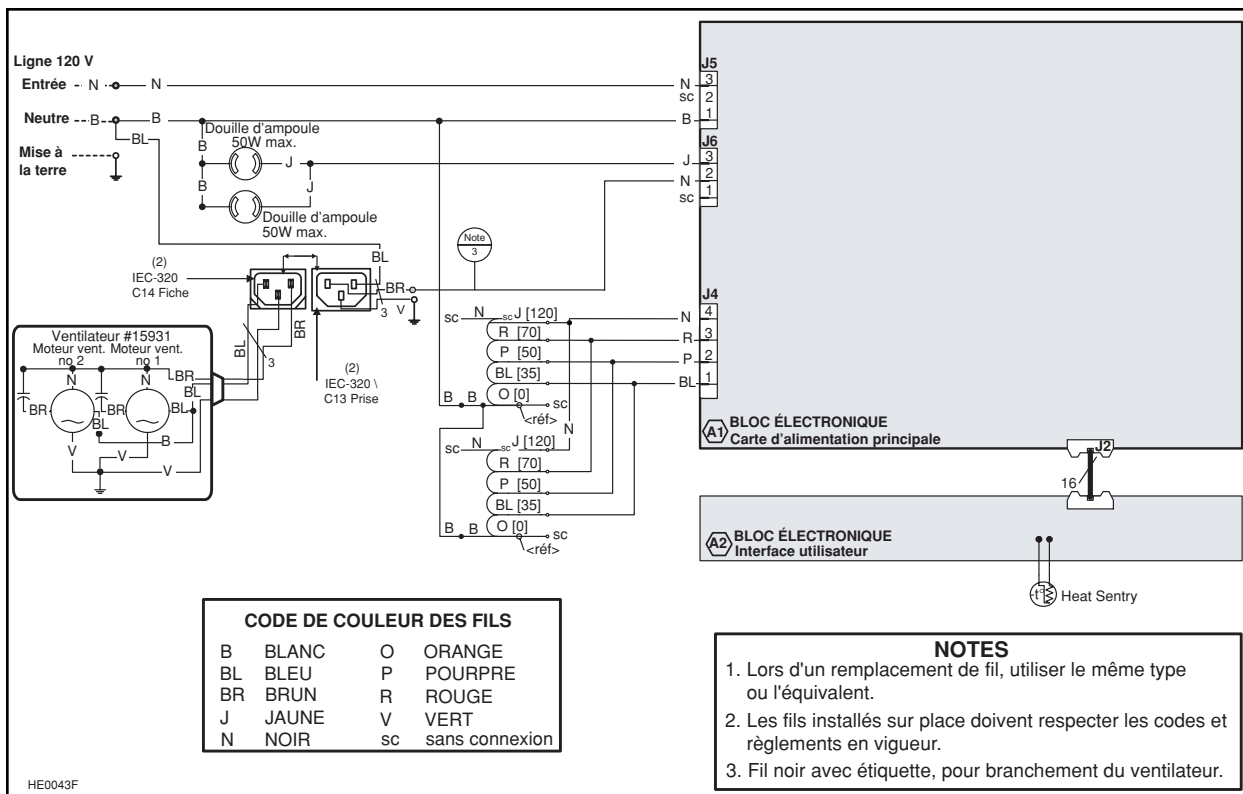 Ligne 120 V
Entrée N N
Neutre B B
BL
Mise à
la terre
Douille d'ampoule
50W max.
B
J
B
J
Douille d'ampoule
50W max.
J5
N 3
sc 2
B 1
J6
J 3
N 2
sc 1
Note
3
(2)
IEC-320
C14 Fiche
BL
BR
3
V
(2)
IEC-320 \
C13 Prise
BL
3
BR
Ventilateur #15931
Moteur vent. Moteur vent.
no 2 no 1
N N
BR
BL
BR BR BL
BL
B
V V V
J4
N 4
R 3
P 2
BL 1
sc N sc J [120]
R [70]
P [50]
BL [35]
B B O [0] sc
<réf>
N
sc N sc J [120]
R [70]
P [50]
BL [35]
B B O [0] sc
<réf>
A1 BLOC ÉLECTRONIQUE
Carte d'alimentation principale
J2
16
A2 BLOC ÉLECTRONIQUE
Interface utilisateur
-t° Heat Sentry
CODE DE COULEUR DES FILS
B BLANC O ORANGE
BL BLEU P POURPRE
BR BRUN R ROUGE
J JAUNE V VERT
N NOIR sc sans connexion
NOTES
1. Lors d'un remplacement de fil, utiliser le même type
ou l'équivalent.
2. Les fils installés sur place doivent respecter les codes et
règlements en vigueur.
3. Fil noir avec étiquette, pour branchement du ventilateur.
HE0043F